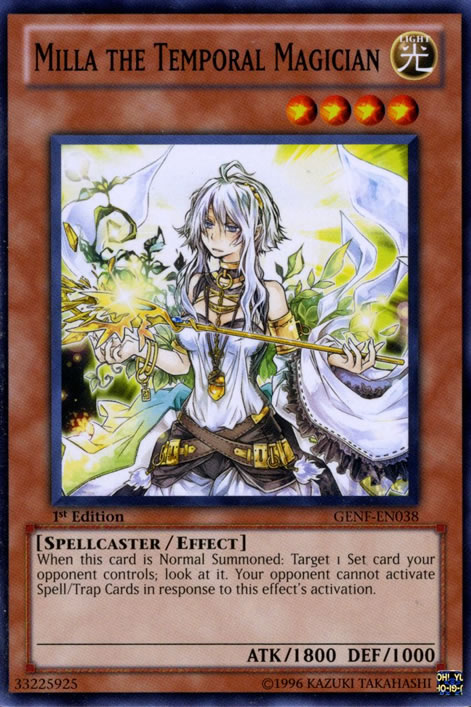 MILLA THE TEMPORAL MAGICIAN
LIGHT
光
1st Edition
GENF-EN038
[SPELLCASTER / EFFECT]
When this card is Normal Summoned: Target 1 Set card your
opponent controls; look at it. Your opponent cannot activate
Spell/Trap Cards in response to this effect's activation.
ATK/1800 DEF/1000
33225925
©1996 KAZUKI TAKAHASHI